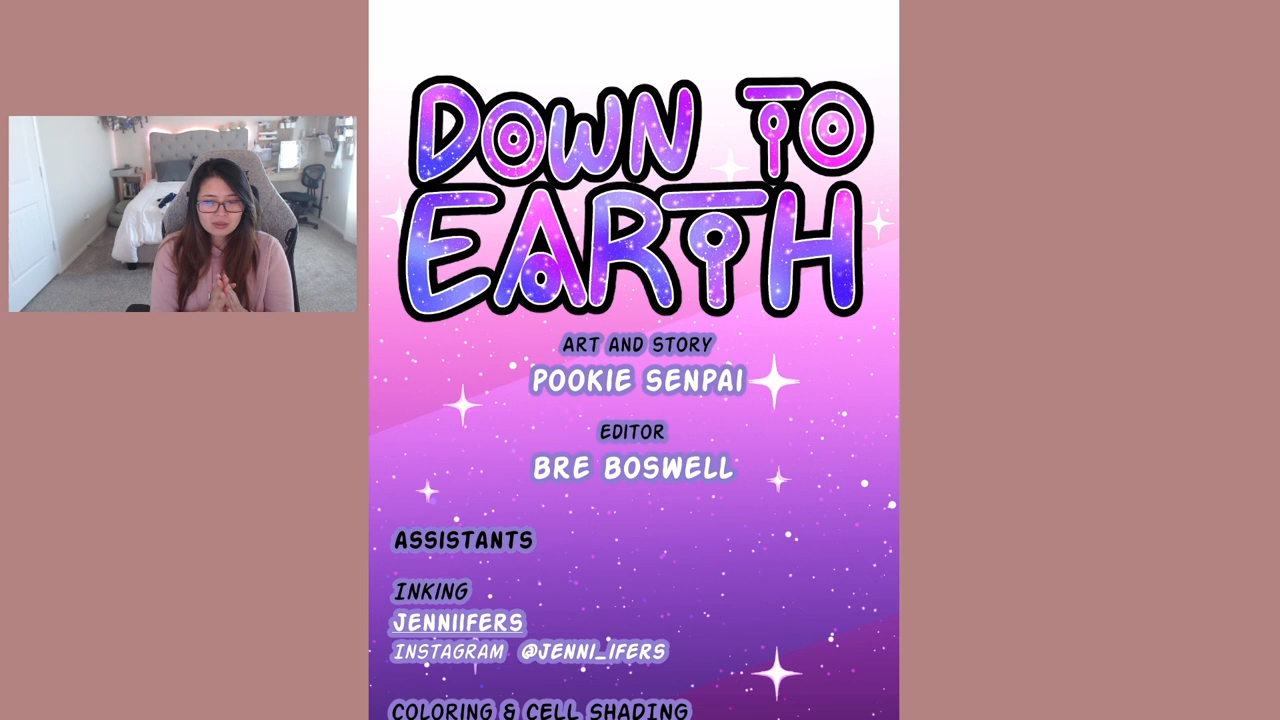 DOWN TO
EARTH
ART AND STORY
POOKIE SENPAI
EDITOR
BRE BOSWELL
ASSISTANTS
INKING
JENNIIFERS
INSTAGRAM @JENNI_IFERS
COLORING & CELL SHADING